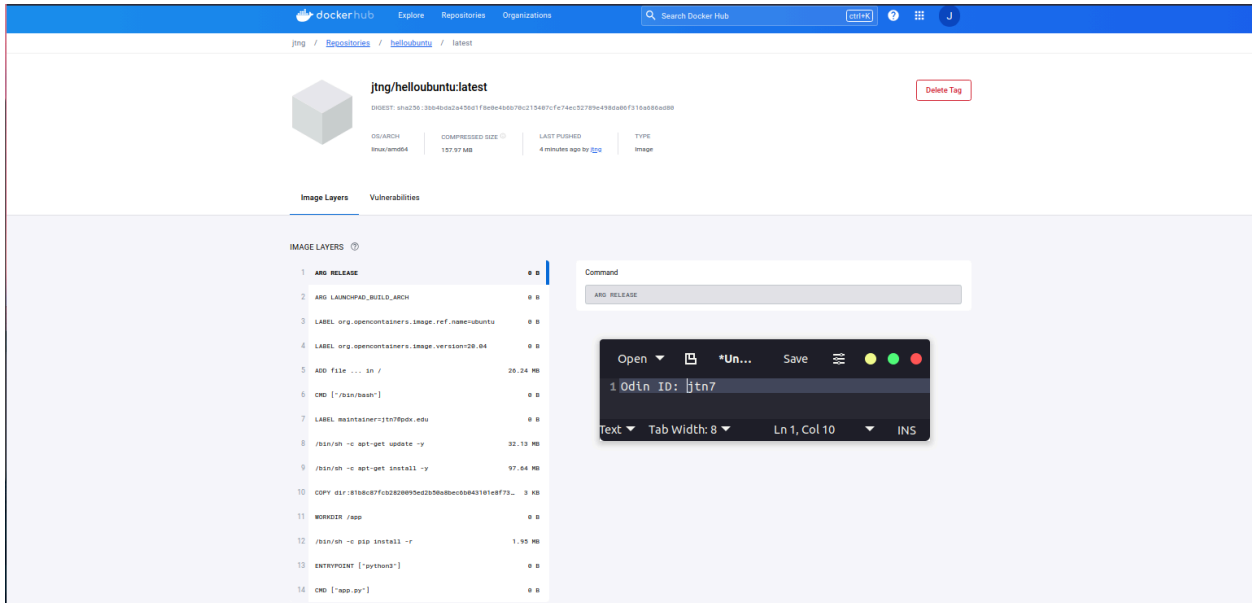 dockerhub Explore Repositories Organizations Search Docker Hub ctrl+K ? J
jtng / Repositories / helloubuntu / latest
jtng/helloubuntu:latest
Delete Tag
OS/ARCH COMPRESSED SIZE LAST PUSHED TYPE
linux/amd64 157.97 MB 4 minutes ago by jtng Image
Image Layers Vulnerabilities
IMAGE LAYERS ?
1 ARG RELEASE 0 B
2 ARG LAUNCHPAD_BUILD_ARCH 0 B
3 LABEL org.opencontainers.image.ref.name=ubuntu 0 B
4 LABEL org.opencontainers.image.version=20.04 0 B
5 ADD file ... in / 26.24 MB
6 CMD ["/bin/bash"] 0 B
7 LABEL maintainer=jtn7@pdx.edu 0 B
8 /bin/sh -c apt-get update -y 32.13 MB
9 /bin/sh -c apt-get install -y 97.64 MB
10 COPY 3 KB
11 WORKDIR /app 0 B
12 /bin/sh -c pip install -r 1.95 MB
13 ENTRYPOINT ["python3"] 0 B
14 CMD ["app.py"] 0 B
Command
ARG RELEASE
Open *Un... Save
1 Odin ID: jtn7
Text Tab Width: 8 Ln 1, Col 10 INS